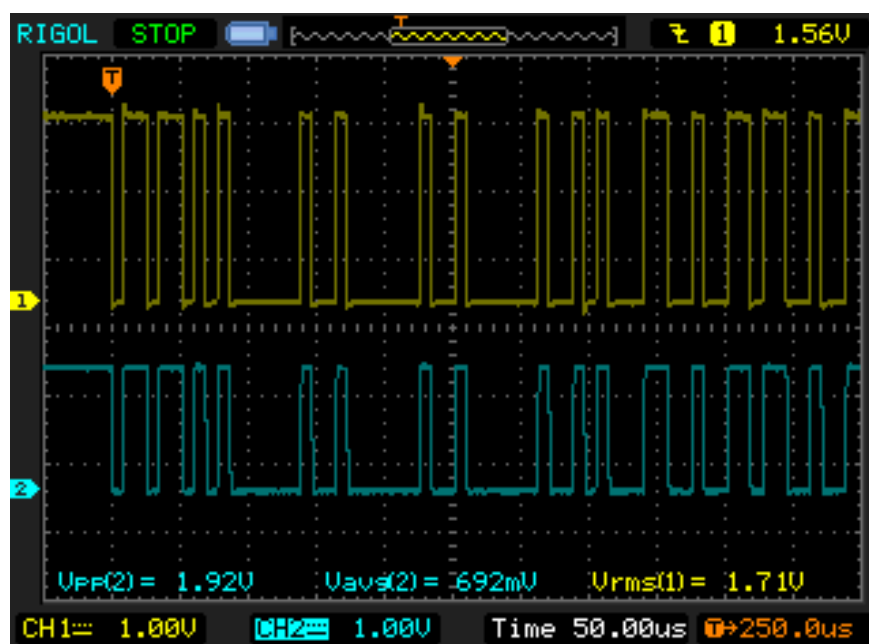 RIGOL STOP 1 1.56V
T
T
1
2
Vpp(2)= 1.92V Vavg(2)= 692mV Vrms(1)= 1.71V
CH1 1.00V CH2 1.00V Time 50.00us T→250.0us